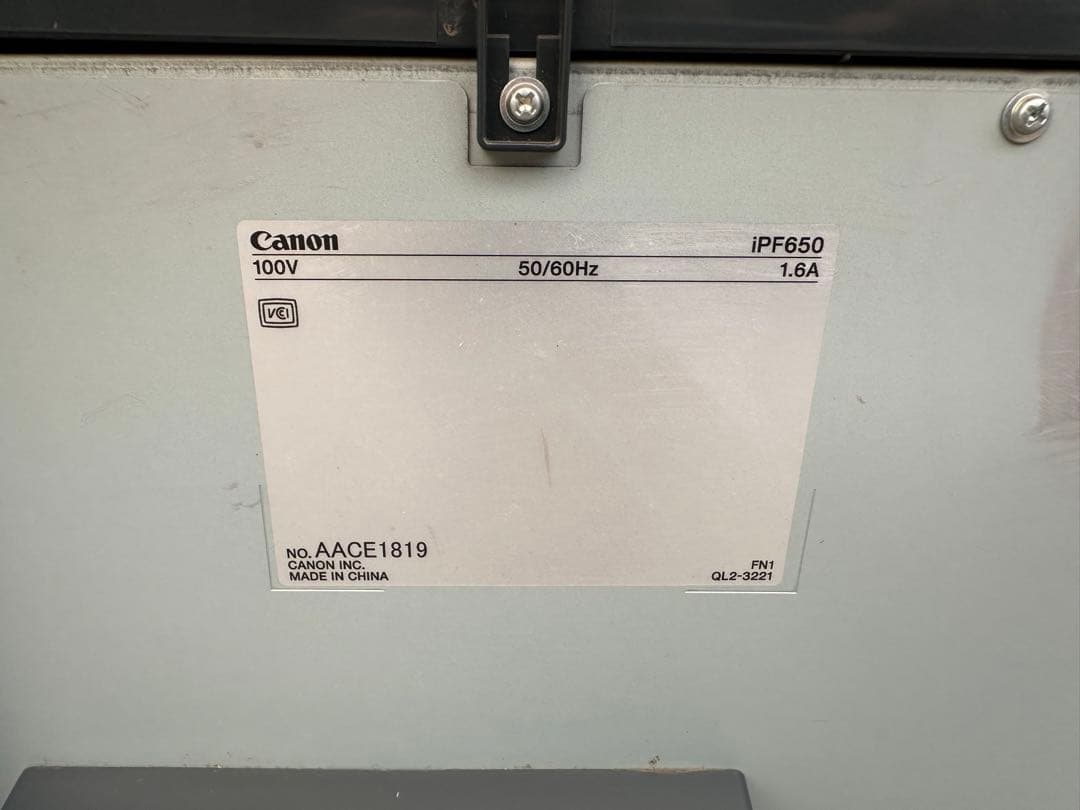 Canon iPF650
100V 50/60Hz 1.6A
VCI
NO. AACE1819
CANON INC.
MADE IN CHINA
FN1
QL2-3221